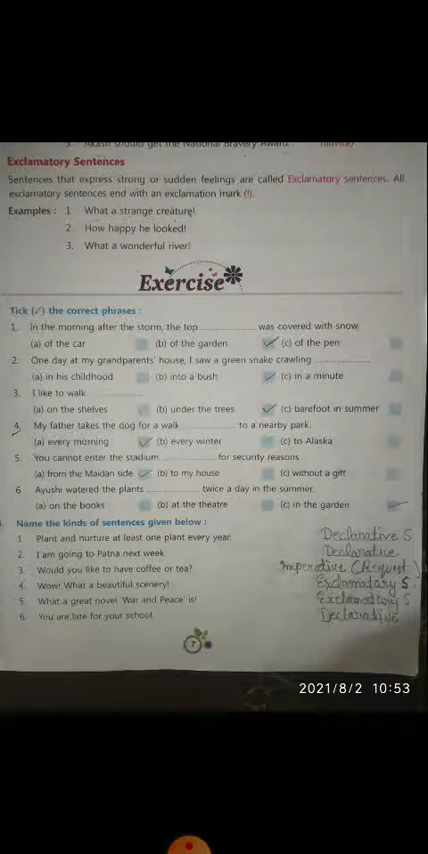 3. Akash should get the National Bravery Award. (advice)
Exclamatory Sentences
Sentences that express strong or sudden feelings are called Exclamatory sentences. All
exclamatory sentences end with an exclamation mark (!).
Examples : 1 What a strange creature!
2 How happy he looked!
3. What a wonderful river!
Exercise
Tick (✓) the correct phrases :
1. In the morning after the storm, the top .................... was covered with snow
(a) of the car (b) of the garden ✓ (c) of the pen
2. One day at my grandparents' house, I saw a green snake crawling ....................
(a) in his childhood (b) into a bush ✓ (c) in a minute
3. I like to walk ....................
(a) on the shelves (b) under the trees ✓ (c) barefoot in summer
4. My father takes the dog for a walk .................... to a nearby park.
(a) every morning ✓ (b) every winter (c) to Alaska
5. You cannot enter the stadium .................... for security reasons
(a) from the Maidan side ✓ (b) to my house (c) without a gift
6 Ayushi watered the plants .................... twice a day in the summer.
(a) on the books (b) at the theatre (c) in the garden ✓
Name the kinds of sentences given below :
1 Plant and nurture at least one plant every year. Declarative S
2. I am going to Patna next week Declarative
3. Would you like to have coffee or tea? Imperative (Request)
4. Wow! What a beautiful scenery! Exclamatary S.
5. What a great novel 'War and Peace' is! Exclamatory S
6. You are late for your school Declarative
7
2021/8/2 10:53